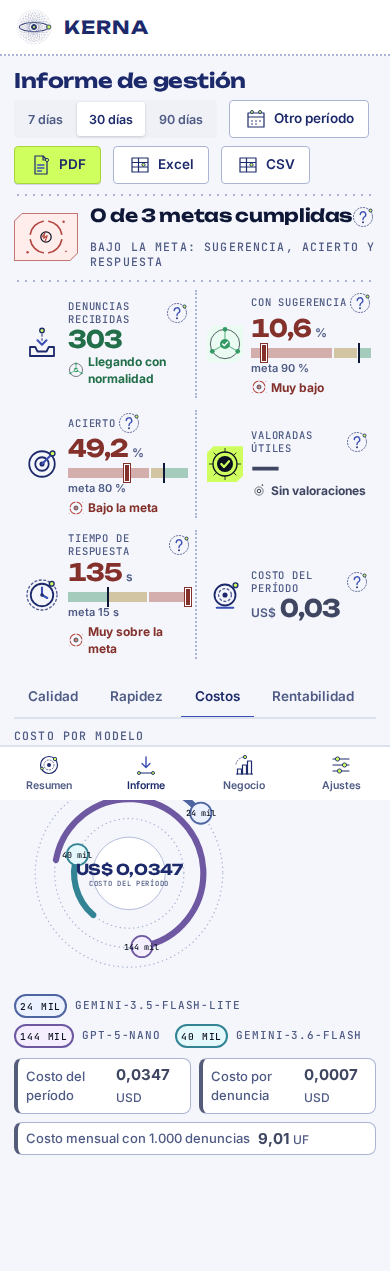 KERNA
Informe de gestión
7 días
30 días
90 días
Otro período
PDF
Excel
CSV
0 de 3 metas cumplidas
?
BAJO LA META: SUGERENCIA, ACIERTO Y
RESPUESTA
DENUNCIAS
RECIBIDAS
?
303
Llegando con
normalidad
CON SUGERENCIA
?
10,6 %
meta 90 %
Muy bajo
ACIERTO
?
49,2 %
meta 80 %
Bajo la meta
VALORADAS
ÚTILES
?
—
Sin valoraciones
TIEMPO DE
RESPUESTA
?
135 s
meta 15 s
Muy sobre la
meta
COSTO DEL
PERÍODO
?
US$ 0,03
Calidad
Rapidez
Costos
Rentabilidad
COSTO POR MODELO
Resumen
Informe
Negocio
Ajustes
24 mil
40 mil
US$ 0,0347
COSTO DEL PERÍODO
144 mil
24 MIL GEMINI-3.5-FLASH-LITE
144 MIL GPT-5-NANO
40 MIL GEMINI-3.6-FLASH
Costo del
período
0,0347
USD
Costo por
denuncia
0,0007
USD
Costo mensual con 1.000 denuncias 9,01 UF